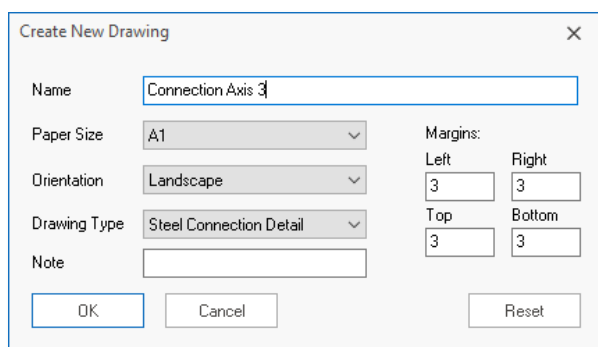 Create New Drawing
Name
Connection Axis 3
Paper Size
A1
Orientation
Landscape
Drawing Type
Steel Connection Detail
Note
Margins:
Left Right
3 3
Top Bottom
3 3
OK Cancel Reset